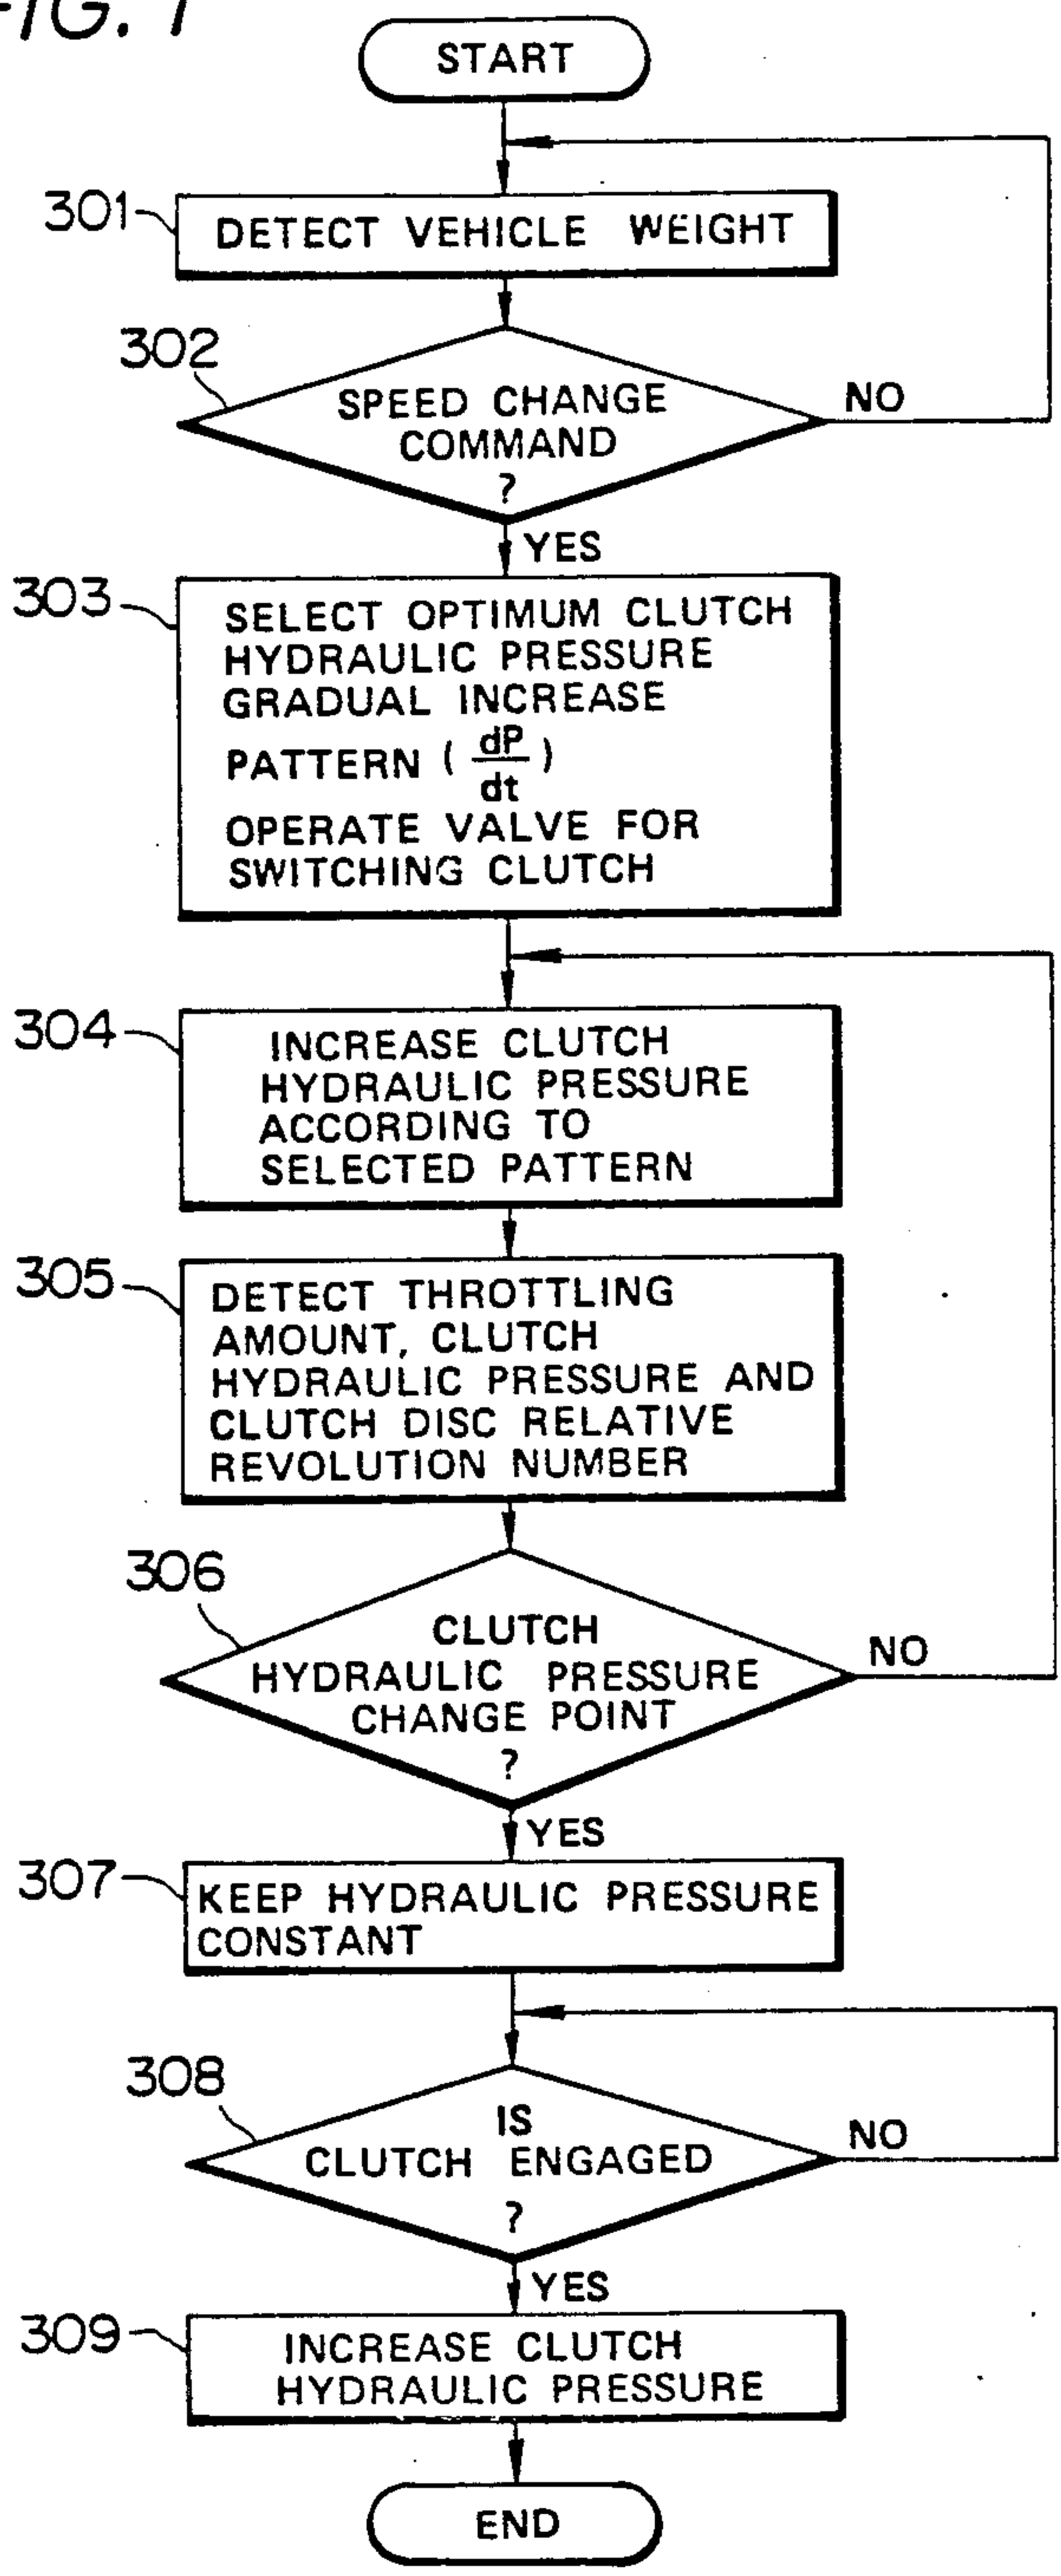 FIG. 1
START
301
DETECT VEHICLE WEIGHT
302
SPEED CHANGE
COMMAND
?
NO
YES
303
SELECT OPTIMUM CLUTCH
HYDRAULIC PRESSURE
GRADUAL INCREASE
PATTERN ( dP/dt )
OPERATE VALVE FOR
SWITCHING CLUTCH
304
INCREASE CLUTCH
HYDRAULIC PRESSURE
ACCORDING TO
SELECTED PATTERN
305
DETECT THROTTLING
AMOUNT, CLUTCH
HYDRAULIC PRESSURE AND
CLUTCH DISC RELATIVE
REVOLUTION NUMBER
306
CLUTCH
HYDRAULIC PRESSURE
CHANGE POINT
?
NO
YES
307
KEEP HYDRAULIC PRESSURE
CONSTANT
308
IS
CLUTCH ENGAGED
?
NO
YES
309
INCREASE CLUTCH
HYDRAULIC PRESSURE
END